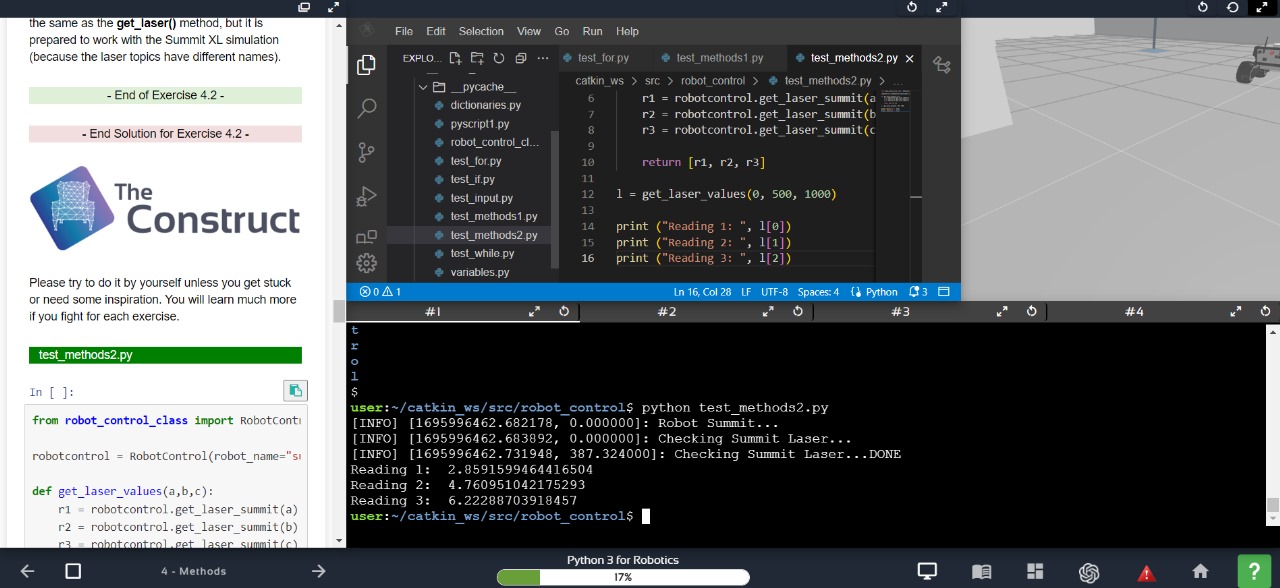 the same as the get_laser() method, but it is
prepared to work with the Summit XL simulation
(because the laser topics have different names).
- End of Exercise 4.2 -
- End Solution for Exercise 4.2 -
The
Construct
Please try to do it by yourself unless you get stuck
or need some inspiration. You will learn much more
if you fight for each exercise.
test_methods2.py
In [ ]:
from robot_control_class import RobotContr
robotcontrol = RobotControl(robot_name="su
def get_laser_values(a,b,c):
r1 = robotcontrol.get_laser_summit(a)
r2 = robotcontrol.get_laser_summit(b)
r3 = robotcontrol.get_laser_summit(c)
File Edit Selection View Go Run Help
EXPLO... ...
__pycache__
dictionaries.py
pyscript1.py
robot_control_cl...
test_for.py
test_if.py
test_input.py
test_methods1.py
test_methods2.py
test_while.py
variables.py
test_for.py test_methods1.py test_methods2.py
catkin_ws > src > robot_control > test_methods2.py > ...
6 r1 = robotcontrol.get_laser_summit(a
7 r2 = robotcontrol.get_laser_summit(b
8 r3 = robotcontrol.get_laser_summit(c
9
10 return [r1, r2, r3]
11
12 l = get_laser_values(0, 500, 1000)
13
14 print ("Reading 1: ", l[0])
15 print ("Reading 2: ", l[1])
16 print ("Reading 3: ", l[2])
0 1 Ln 16, Col 28 LF UTF-8 Spaces: 4 Python 3
#1 #2 #3 #4
t
r
o
l
$
user:~/catkin_ws/src/robot_control$ python test_methods2.py
[INFO] [1695996462.682178, 0.000000]: Robot Summit...
[INFO] [1695996462.683892, 0.000000]: Checking Summit Laser...
[INFO] [1695996462.731948, 387.324000]: Checking Summit Laser...DONE
Reading 1:  2.8591599464416504
Reading 2:  4.760951042175293
Reading 3:  6.22288703918457
user:~/catkin_ws/src/robot_control$
4 - Methods
Python 3 for Robotics
17%
?